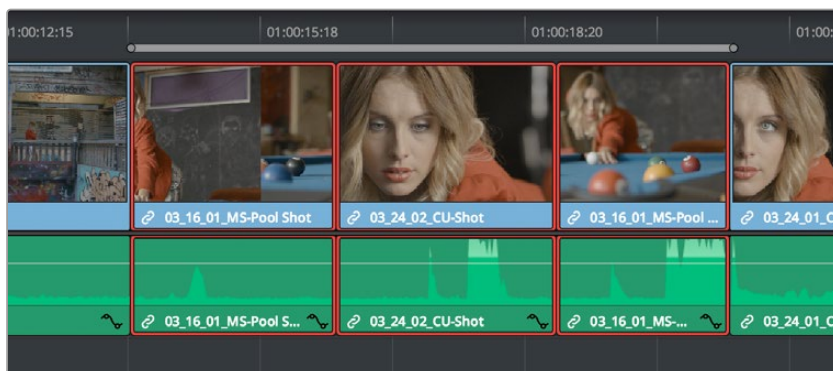 1:00:12:15
01:00:15:18
01:00:18:20
01:00:
03_16_01_MS-Pool Shot
03_24_02_CU-Shot
03_16_01_MS-Pool ...
03_24_01_C
03_16_01_MS-Pool S...
03_24_02_CU-Shot
03_16_01_MS-...
03_24_01_C